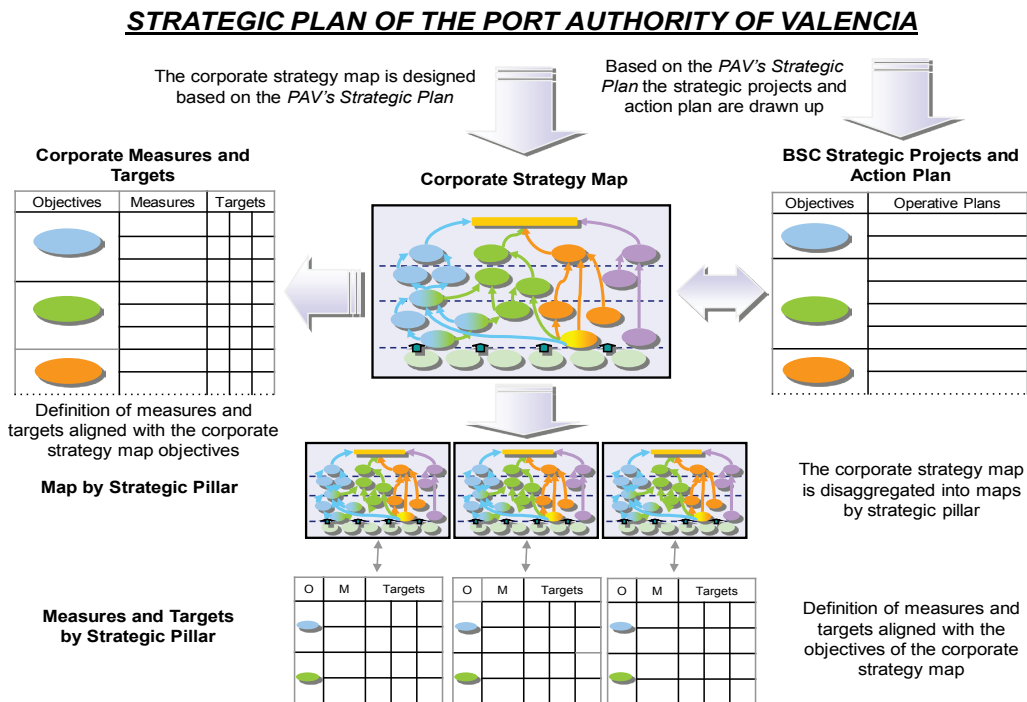 STRATEGIC PLAN OF THE PORT AUTHORITY OF VALENCIA
The corporate strategy map is designed
based on the PAV's Strategic Plan
Based on the PAV's Strategic
Plan the strategic projects and
action plan are drawn up
Corporate Measures and
Targets
Objectives Measures Targets
Corporate Strategy Map
BSC Strategic Projects and
Action Plan
Objectives Operative Plans
Definition of measures and
targets aligned with the corporate
strategy map objectives
Map by Strategic Pillar
The corporate strategy map
is disaggregated into maps
by strategic pillar
Measures and Targets
by Strategic Pillar
O M Targets
O M Targets
O M Targets
Definition of measures and
targets aligned with the
objectives of the corporate
strategy map